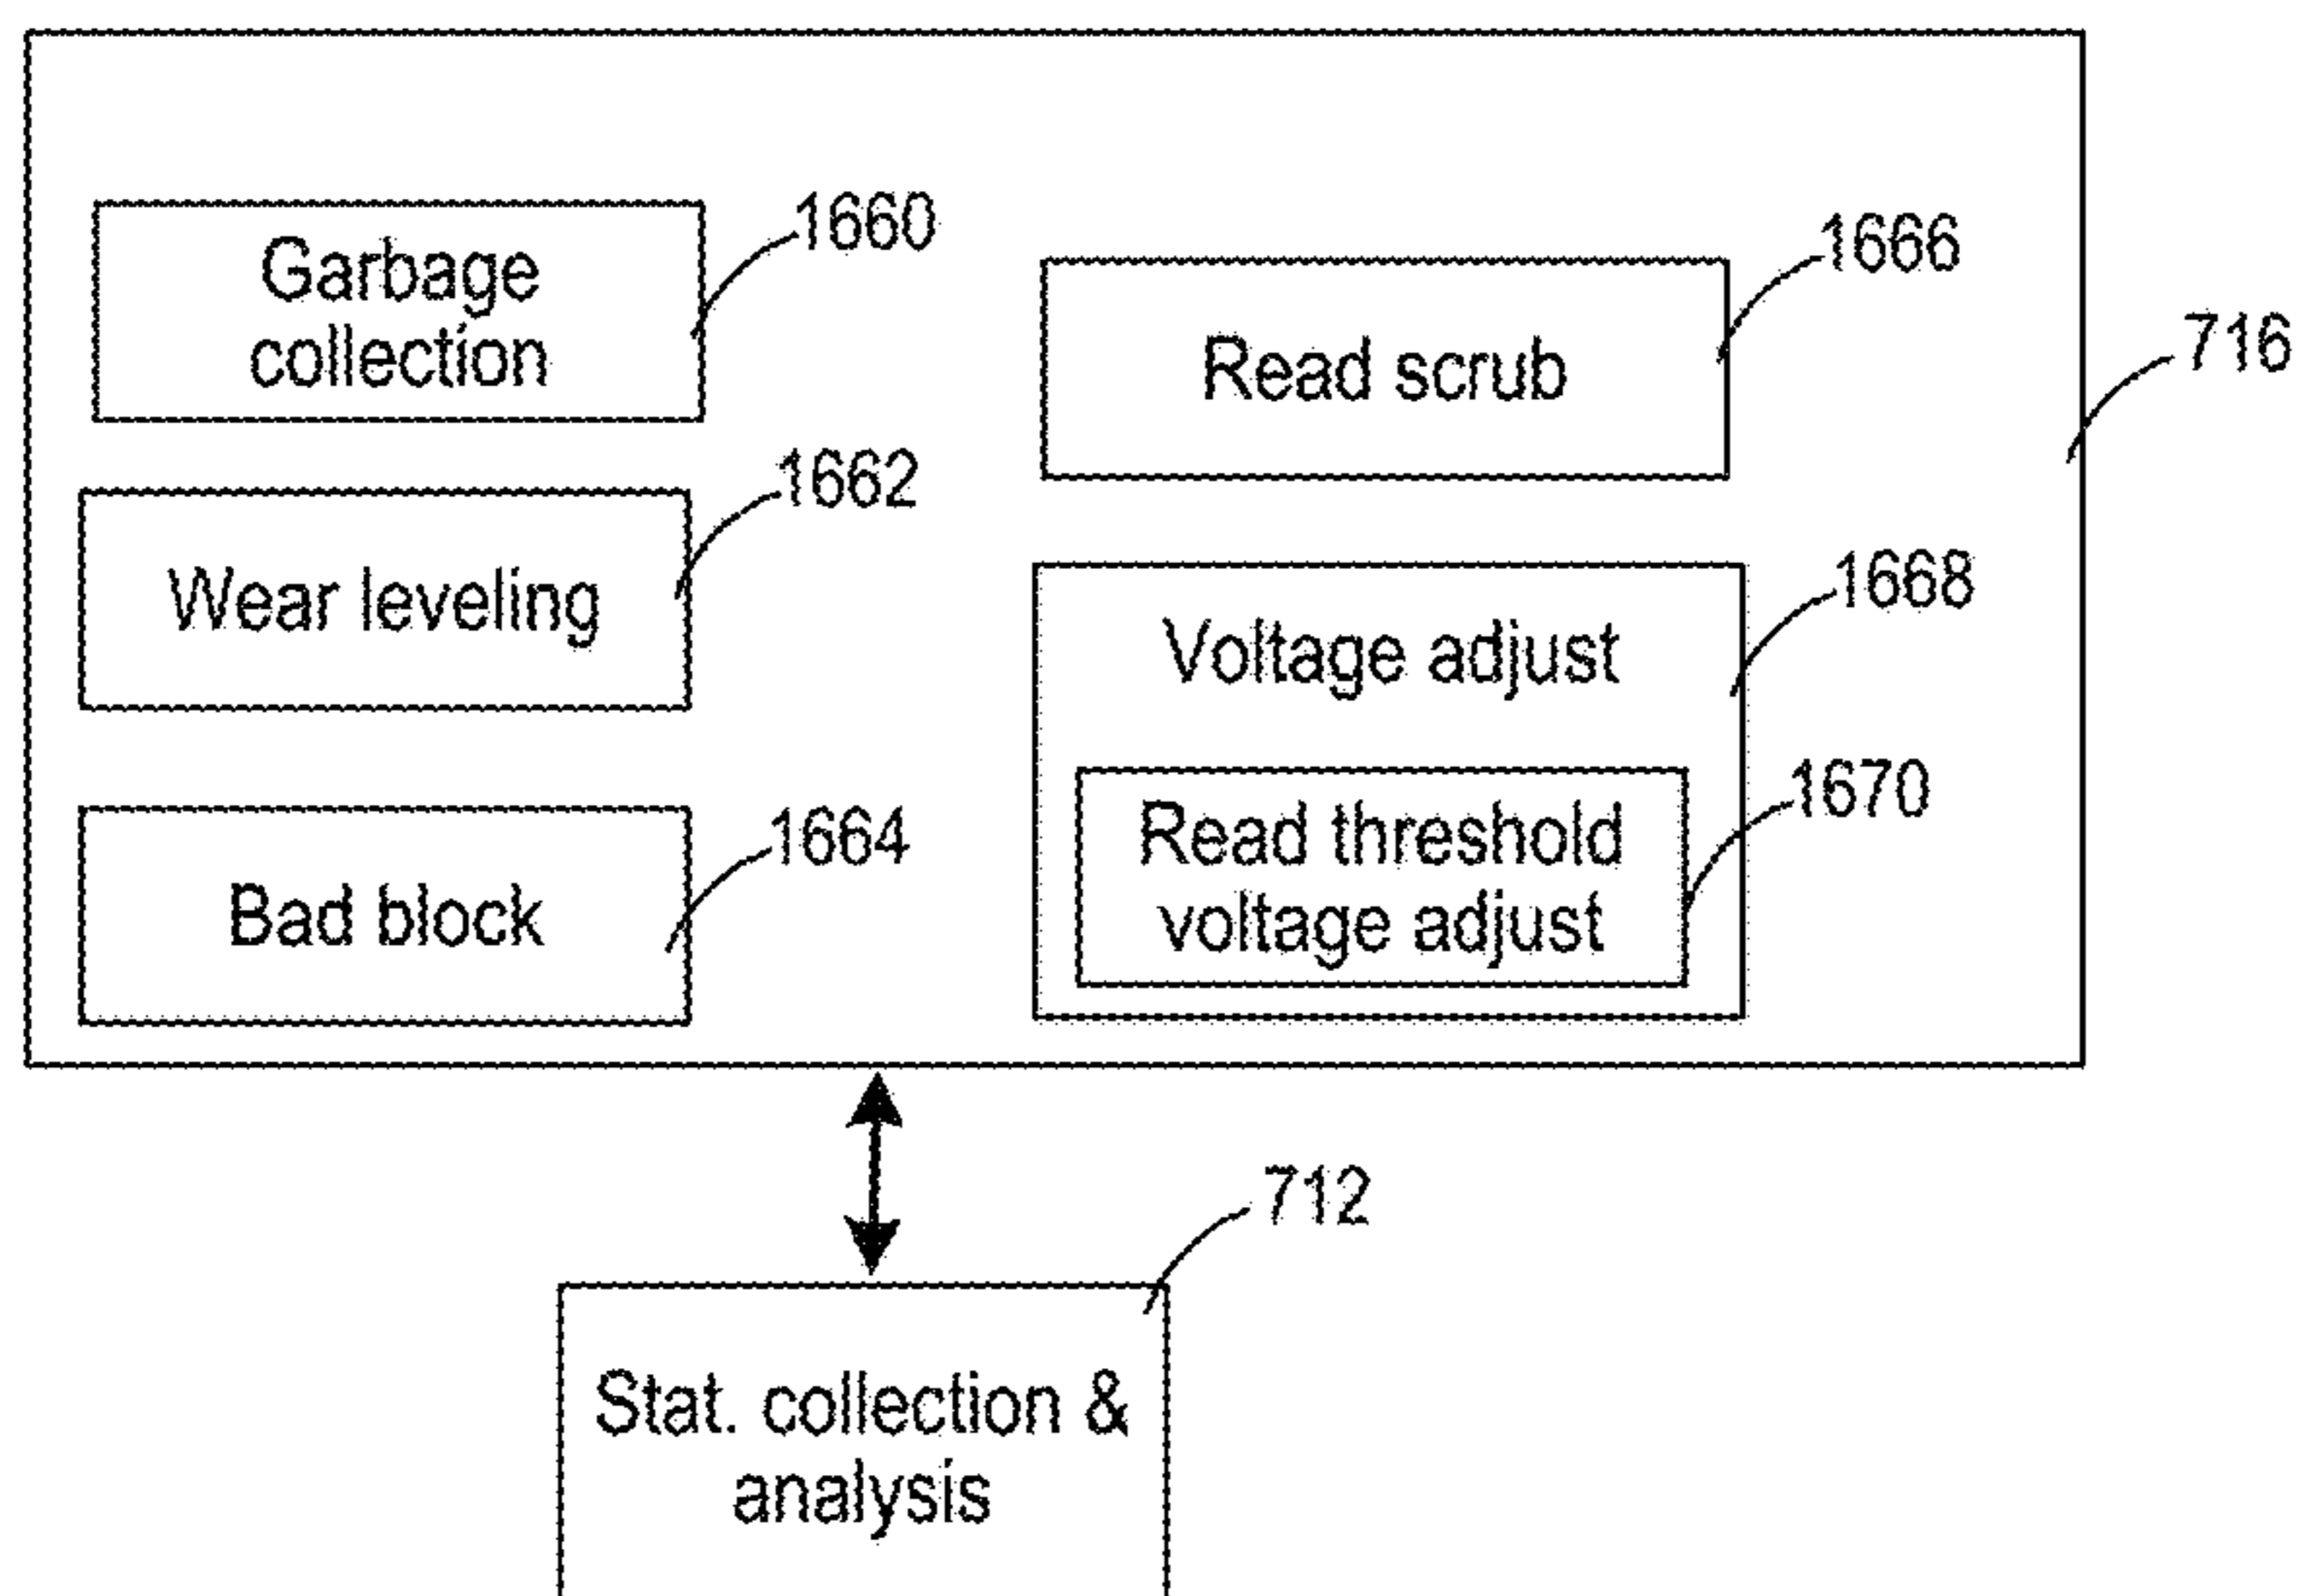 Garbage
collection
1660
Wear leveling
1662
Bad block
1664
Read scrub
1666
Voltage adjust
1668
Read threshold
voltage adjust
1670
716
712
Stat. collection &
analysis